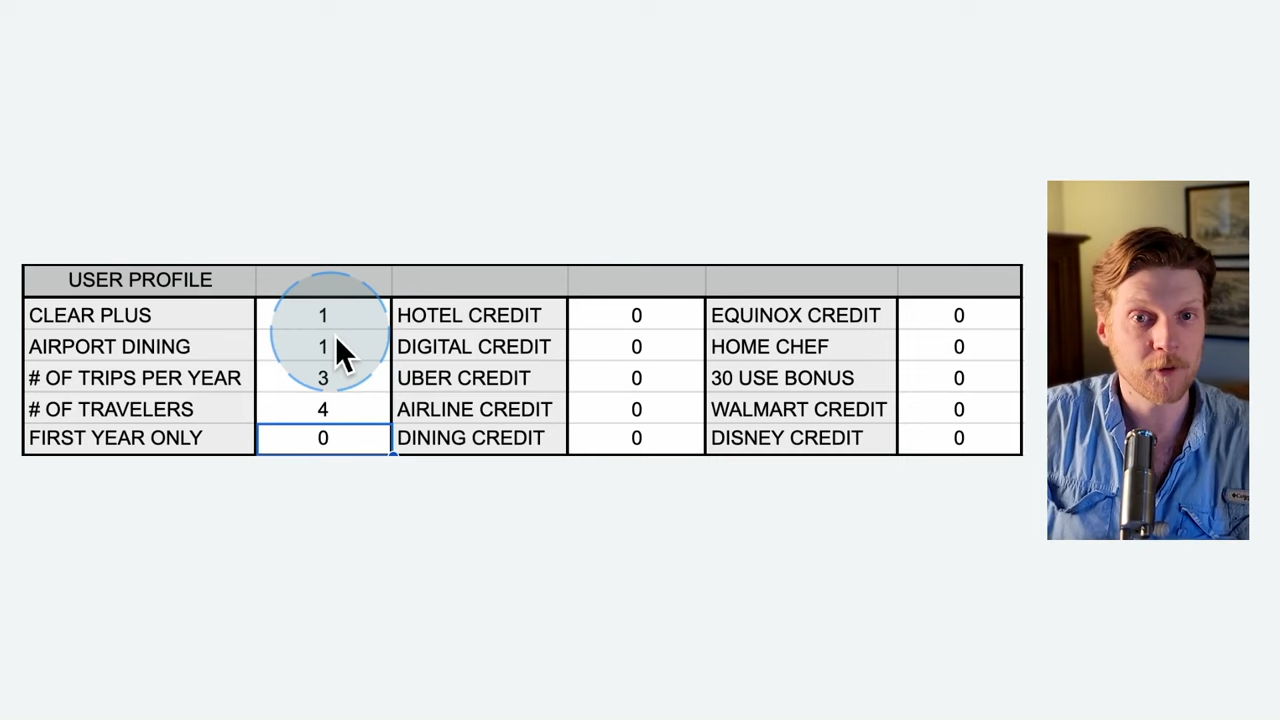 USER PROFILE
CLEAR PLUS 1 HOTEL CREDIT 0 EQUINOX CREDIT 0
AIRPORT DINING 1 DIGITAL CREDIT 0 HOME CHEF 0
# OF TRIPS PER YEAR 3 UBER CREDIT 0 30 USE BONUS 0
# OF TRAVELERS 4 AIRLINE CREDIT 0 WALMART CREDIT 0
FIRST YEAR ONLY 0 DINING CREDIT 0 DISNEY CREDIT 0